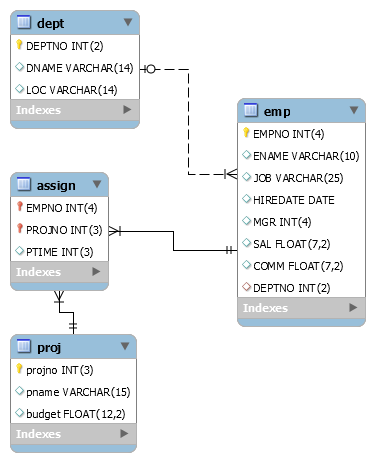 dept
DEPTNO INT(2)
DNAME VARCHAR(14)
LOC VARCHAR(14)
Indexes
emp
EMPNO INT(4)
ENAME VARCHAR(10)
JOB VARCHAR(25)
HIREDATE DATE
MGR INT(4)
SAL FLOAT(7,2)
COMM FLOAT(7,2)
DEPTNO INT(2)
Indexes
assign
EMPNO INT(4)
PROJNO INT(3)
PTIME INT(3)
Indexes
proj
projno INT(3)
pname VARCHAR(15)
budget FLOAT(12,2)
Indexes